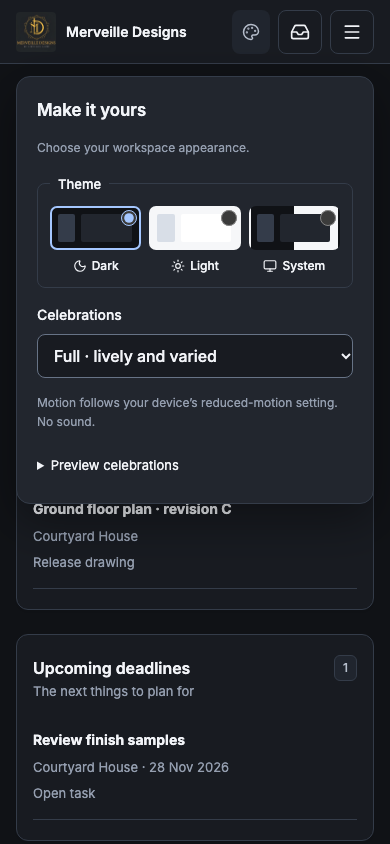 MERVEILLE DESIGNS
Merveille Designs
Make it yours
Choose your workspace appearance.
Theme
Dark
Light
System
Celebrations
Full · lively and varied
Motion follows your device’s reduced-motion setting.
No sound.
Preview celebrations
Ground floor plan · revision C
Courtyard House
Release drawing
Upcoming deadlines
1
The next things to plan for
Review finish samples
Courtyard House · 28 Nov 2026
Open task